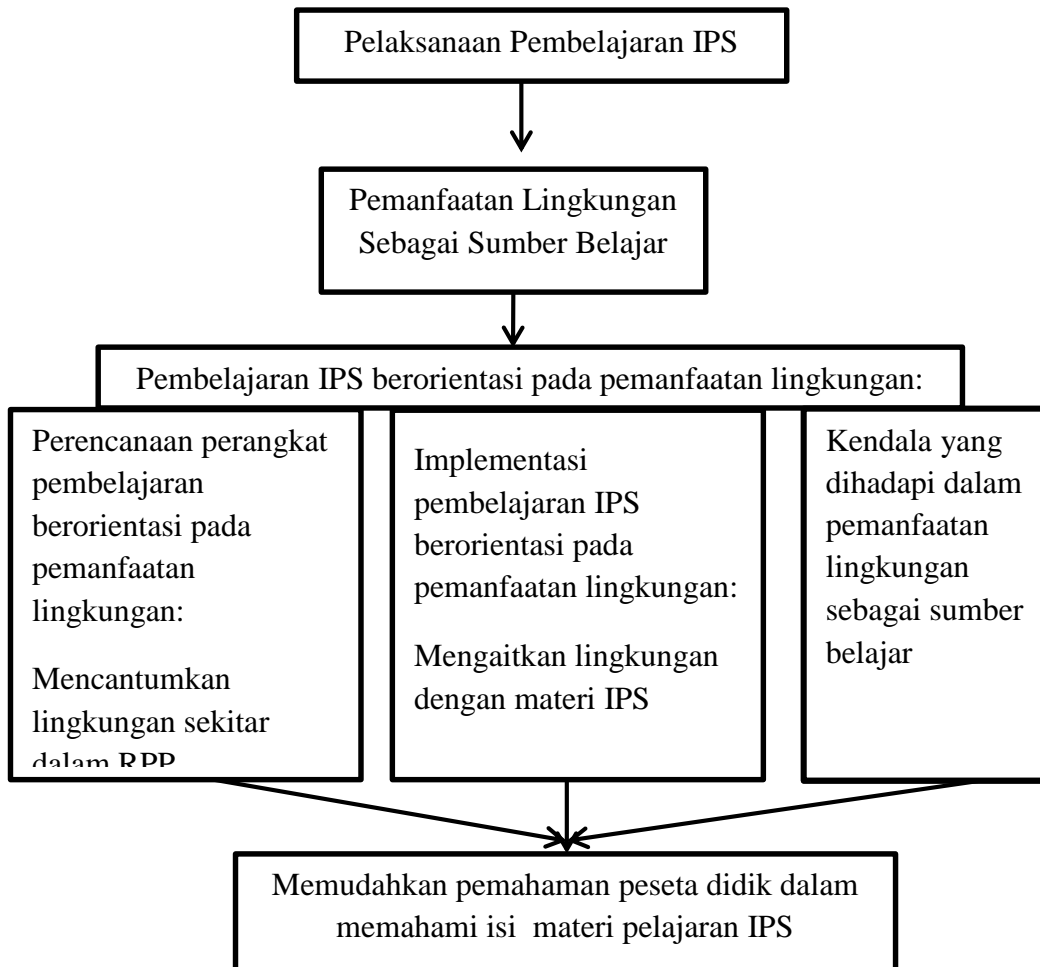 Pelaksanaan Pembelajaran IPS
Pemanfaatan Lingkungan
Sebagai Sumber Belajar
Pembelajaran IPS berorientasi pada pemanfaatan lingkungan:
Perencanaan perangkat
pembelajaran
berorientasi pada
pemanfaatan
lingkungan:
Mencantumkan
lingkungan sekitar
dalam RPP
Implementasi
pembelajaran IPS
berorientasi pada
pemanfaatan lingkungan:
Mengaitkan lingkungan
dengan materi IPS
Kendala yang
dihadapi dalam
pemanfaatan
lingkungan
sebagai sumber
belajar
Memudahkan pemahaman peseta didik dalam
memahami isi  materi pelajaran IPS